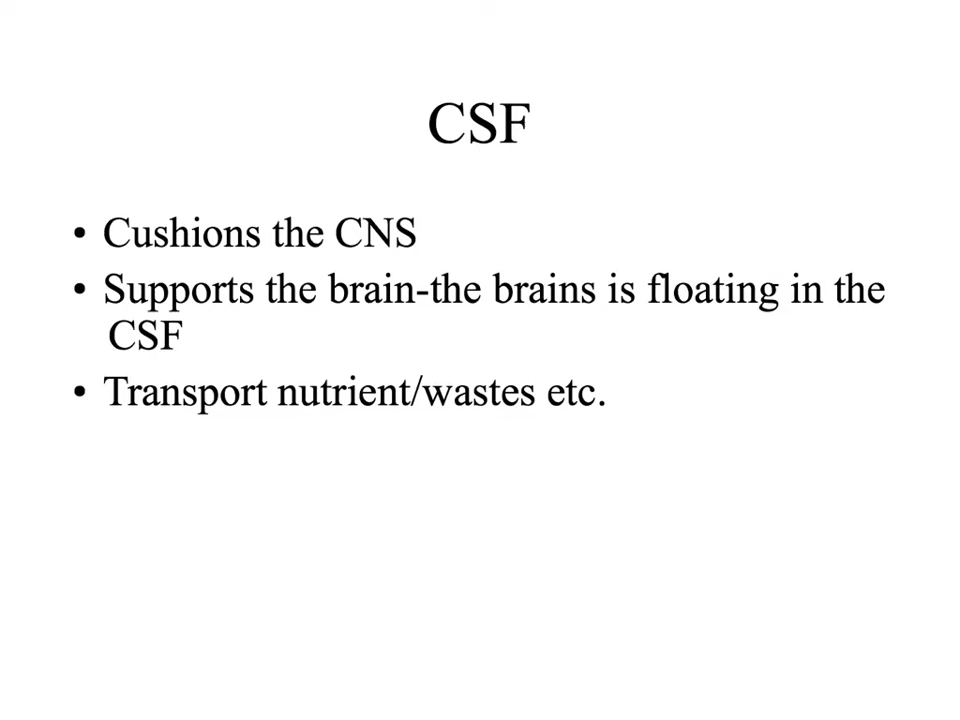 CSF
• Cushions the CNS
• Supports the brain-the brains is floating in the
CSF
• Transport nutrient/wastes etc.